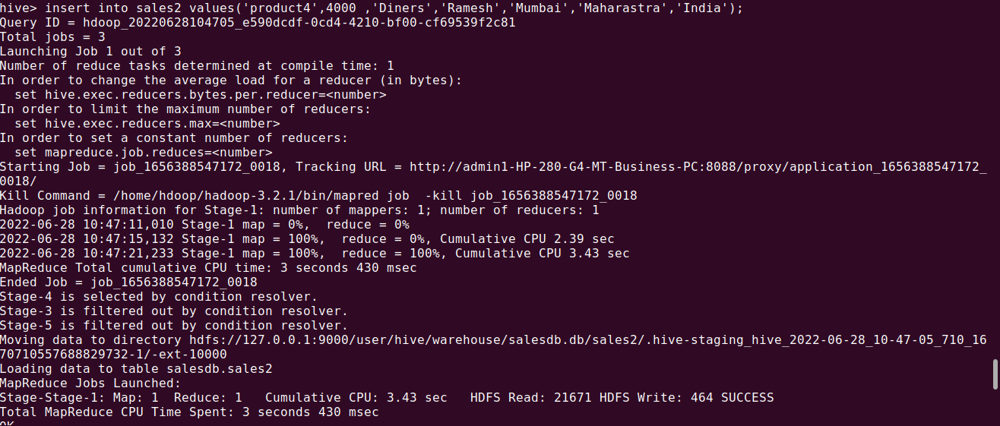 hive> insert into sales2 values('product4',4000 ,'Diners','Ramesh','Mumbai','Maharastra','India');
Query ID = hdoop_20220628104705_e590dcdf-0cd4-4210-bf00-cf69539f2c81
Total jobs = 3
Launching Job 1 out of 3
Number of reduce tasks determined at compile time: 1
In order to change the average load for a reducer (in bytes):
  set hive.exec.reducers.bytes.per.reducer=<number>
In order to limit the maximum number of reducers:
  set hive.exec.reducers.max=<number>
In order to set a constant number of reducers:
  set mapreduce.job.reduces=<number>
Starting Job = job_1656388547172_0018, Tracking URL = http://admin1-HP-280-G4-MT-Business-PC:8088/proxy/application_1656388547172_
0018/
Kill Command = /home/hdoop/hadoop-3.2.1/bin/mapred job  -kill job_1656388547172_0018
Hadoop job information for Stage-1: number of mappers: 1; number of reducers: 1
2022-06-28 10:47:11,010 Stage-1 map = 0%,  reduce = 0%
2022-06-28 10:47:15,132 Stage-1 map = 100%,  reduce = 0%, Cumulative CPU 2.39 sec
2022-06-28 10:47:21,233 Stage-1 map = 100%,  reduce = 100%, Cumulative CPU 3.43 sec
MapReduce Total cumulative CPU time: 3 seconds 430 msec
Ended Job = job_1656388547172_0018
Stage-4 is selected by condition resolver.
Stage-3 is filtered out by condition resolver.
Stage-5 is filtered out by condition resolver.
Moving data to directory hdfs://127.0.0.1:9000/user/hive/warehouse/salesdb.db/sales2/.hive-staging_hive_2022-06-28_10-47-05_710_16
70710557688829732-1/-ext-10000
Loading data to table salesdb.sales2
MapReduce Jobs Launched:
Stage-Stage-1: Map: 1  Reduce: 1   Cumulative CPU: 3.43 sec   HDFS Read: 21671 HDFS Write: 464 SUCCESS
Total MapReduce CPU Time Spent: 3 seconds 430 msec
OK